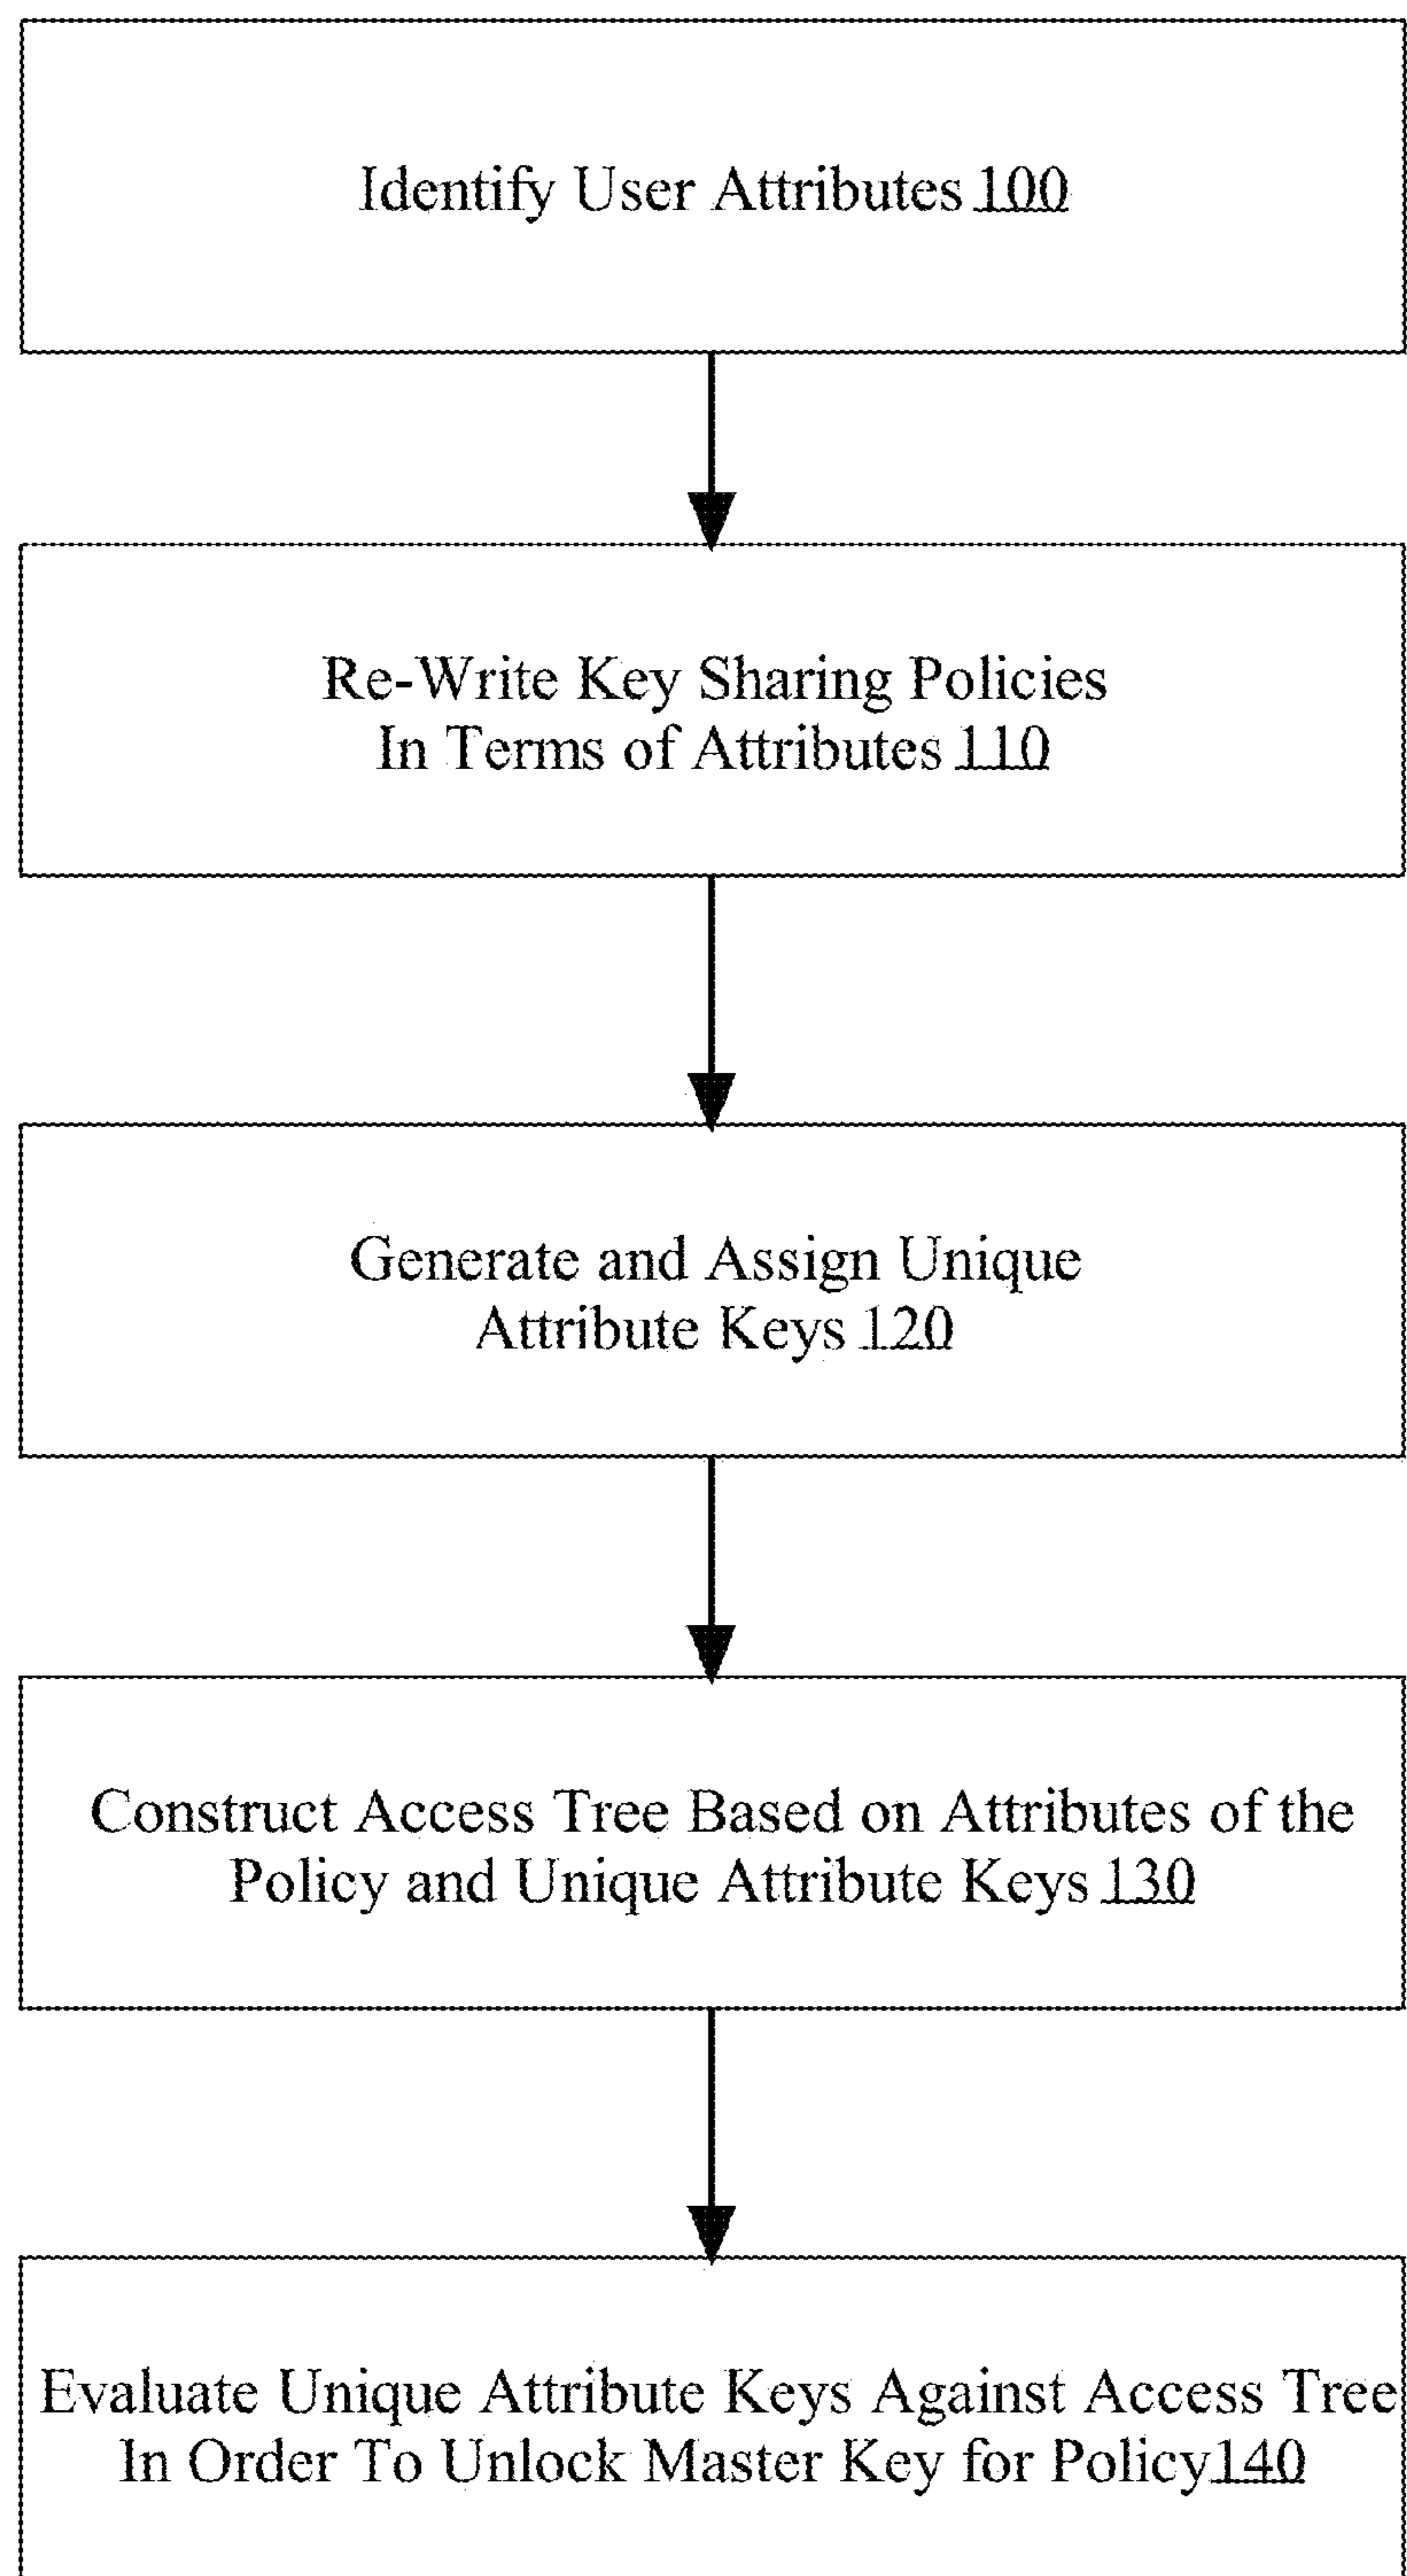 Identify User Attributes 100
Re-Write Key Sharing Policies
In Terms of Attributes 110
Generate and Assign Unique
Attribute Keys 120
Construct Access Tree Based on Attributes of the
Policy and Unique Attribute Keys 130
Evaluate Unique Attribute Keys Against Access Tree
In Order To Unlock Master Key for Policy140